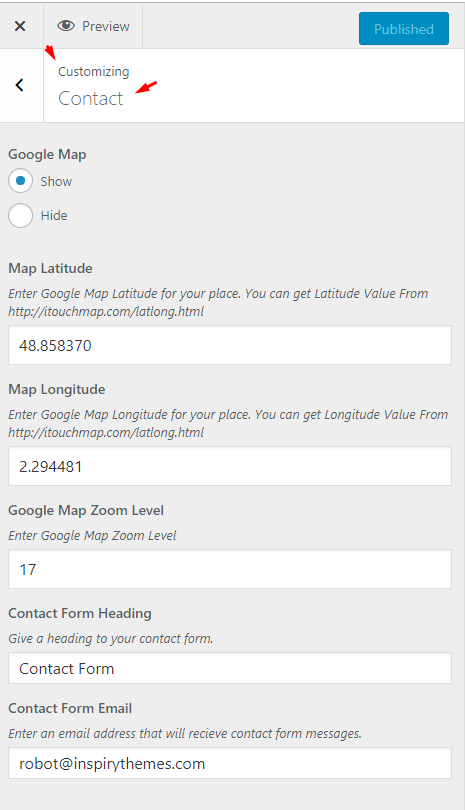 × Preview Published
Customizing
Contact
Google Map
Show
Hide
Map Latitude
Enter Google Map Latitude for your place. You can get Latitude Value From
http://itouchmap.com/latlong.html
48.858370
Map Longitude
Enter Google Map Longitude for your place. You can get Longitude Value From
http://itouchmap.com/latlong.html
2.294481
Google Map Zoom Level
Enter Google Map Zoom Level
17
Contact Form Heading
Give a heading to your contact form.
Contact Form
Contact Form Email
Enter an email address that will recieve contact form messages.
robot@inspirythemes.com